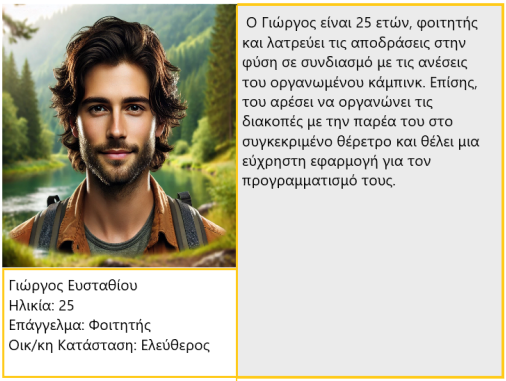 Ο Γιώργος είναι 25 ετών, φοιτητής
και λατρεύει τις αποδράσεις στην
φύση σε συνδιασμό με τις ανέσεις
του οργανωμένου κάμπινκ. Επίσης,
του αρέσει να οργανώνει τις
διακοπές με την παρέα του στο
συγκεκριμένο θέρετρο και θέλει μια
εύχρηστη εφαρμογή για τον
προγραμματισμό τους.
Γιώργος Ευσταθίου
Ηλικία: 25
Επάγγελμα: Φοιτητής
Οικ/κη Κατάσταση: Ελεύθερος